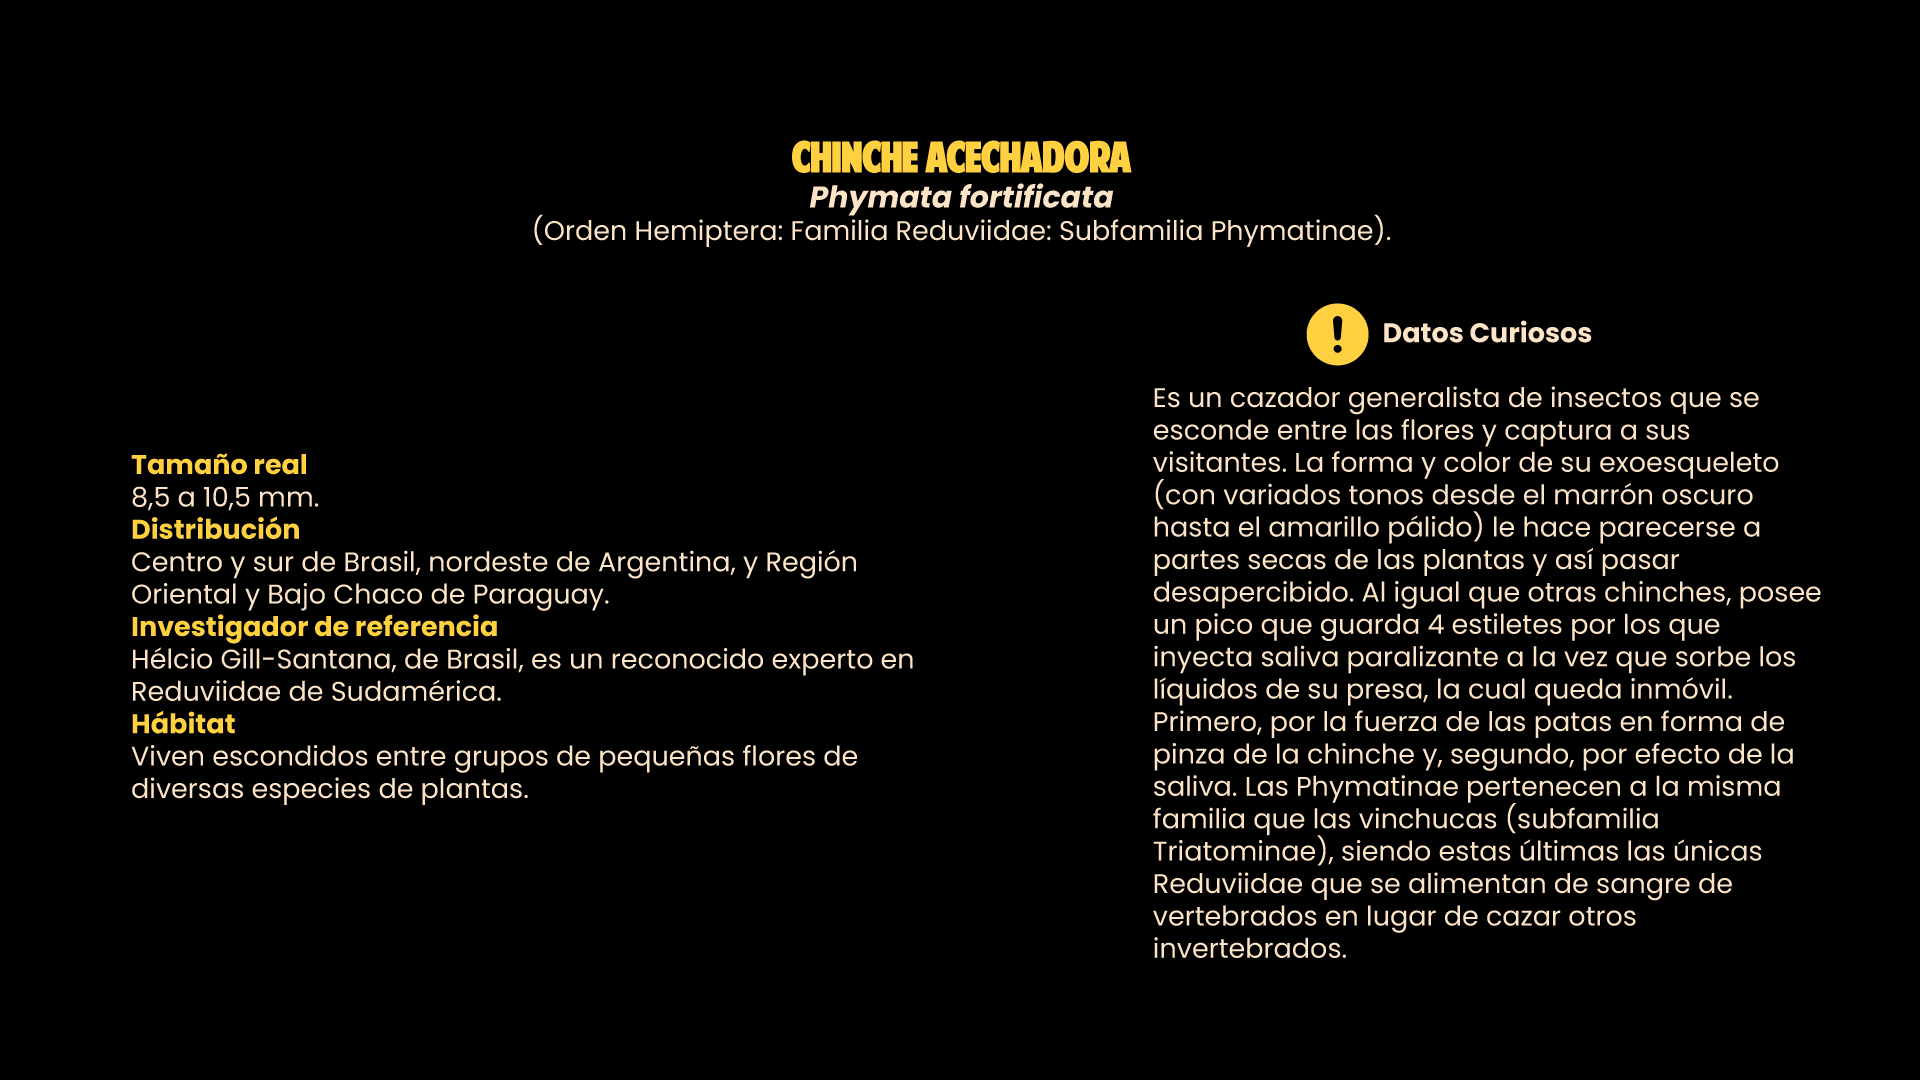 CHINCHE ACECHADORA
Phymata fortificata
(Orden Hemiptera: Familia Reduviidae: Subfamilia Phymatinae).
Tamaño real
8,5 a 10,5 mm.
Distribución
Centro y sur de Brasil, nordeste de Argentina, y Región
Oriental y Bajo Chaco de Paraguay.
Investigador de referencia
Hélcio Gill-Santana, de Brasil, es un reconocido experto en
Reduviidae de Sudamérica.
Hábitat
Viven escondidos entre grupos de pequeñas flores de
diversas especies de plantas.
Datos Curiosos
Es un cazador generalista de insectos que se
esconde entre las flores y captura a sus
visitantes. La forma y color de su exoesqueleto
(con variados tonos desde el marrón oscuro
hasta el amarillo pálido) le hace parecerse a
partes secas de las plantas y así pasar
desapercibido. Al igual que otras chinches, posee
un pico que guarda 4 estiletes por los que
inyecta saliva paralizante a la vez que sorbe los
líquidos de su presa, la cual queda inmóvil.
Primero, por la fuerza de las patas en forma de
pinza de la chinche y, segundo, por efecto de la
saliva. Las Phymatinae pertenecen a la misma
familia que las vinchucas (subfamilia
Triatominae), siendo estas últimas las únicas
Reduviidae que se alimentan de sangre de
vertebrados en lugar de cazar otros
invertebrados.